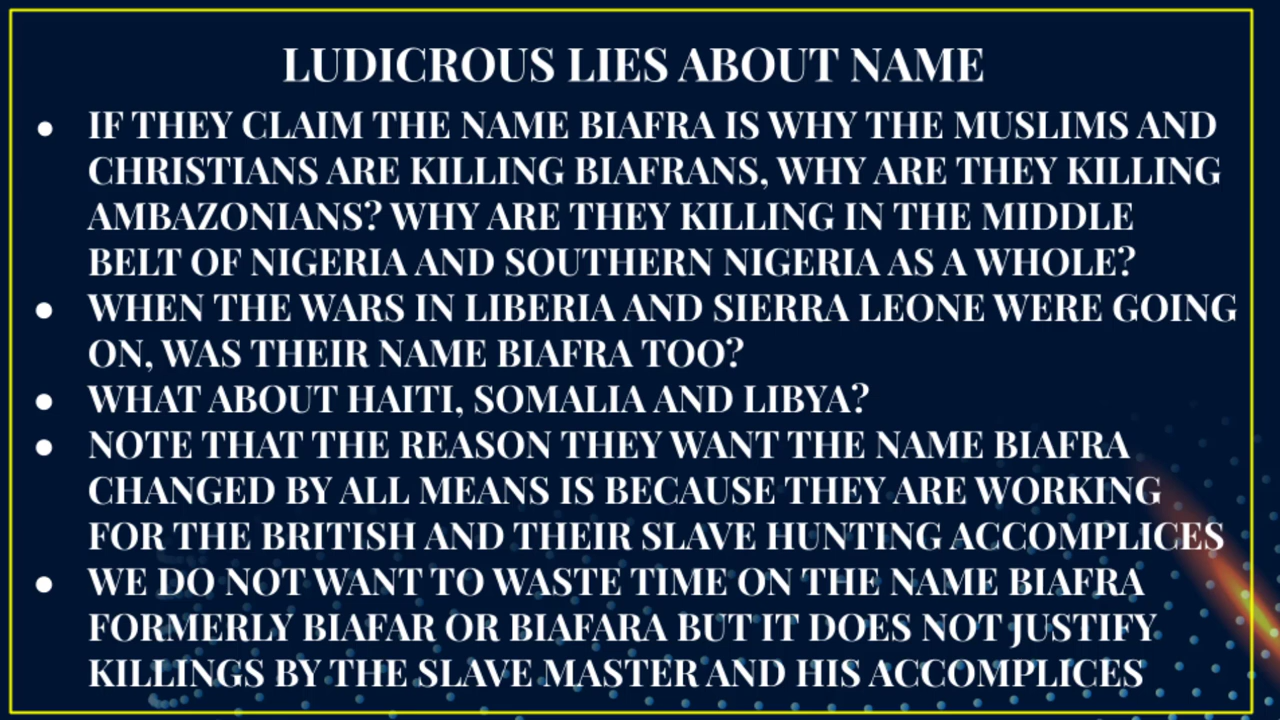 LUDICROUS LIES ABOUT NAME
● IF THEY CLAIM THE NAME BIAFRA IS WHY THE MUSLIMS AND
CHRISTIANS ARE KILLING BIAFRANS, WHY ARE THEY KILLING
AMBAZONIANS? WHY ARE THEY KILLING IN THE MIDDLE
BELT OF NIGERIA AND SOUTHERN NIGERIA AS A WHOLE?
● WHEN THE WARS IN LIBERIA AND SIERRA LEONE WERE GOING
ON, WAS THEIR NAME BIAFRA TOO?
● WHAT ABOUT HAITI, SOMALIA AND LIBYA?
● NOTE THAT THE REASON THEY WANT THE NAME BIAFRA
CHANGED BY ALL MEANS IS BECAUSE THEY ARE WORKING
FOR THE BRITISH AND THEIR SLAVE HUNTING ACCOMPLICES
● WE DO NOT WANT TO WASTE TIME ON THE NAME BIAFRA
FORMERLY BIAFAR OR BIAFARA BUT IT DOES NOT JUSTIFY
KILLINGS BY THE SLAVE MASTER AND HIS ACCOMPLICES